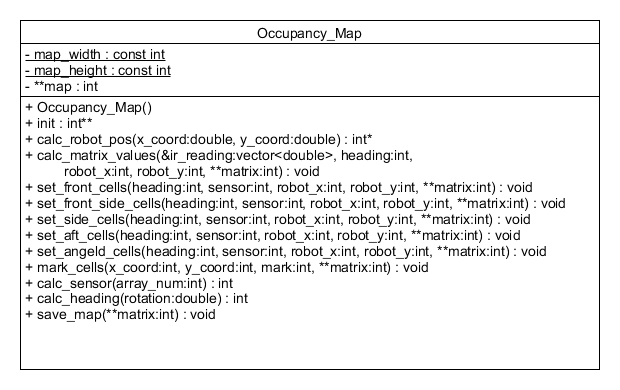 Occupancy_Map
- map_width : const int
- map_height : const int
- **map : int
+ Occupancy_Map()
+ init : int**
+ calc_robot_pos(x_coord:double, y_coord:double) : int*
+ calc_matrix_values(&ir_reading:vector<double>, heading:int,
robot_x:int, robot_y:int, **matrix:int) : void
+ set_front_cells(heading:int, sensor:int, robot_x:int, robot_y:int, **matrix:int) : void
+ set_front_side_cells(heading:int, sensor:int, robot_x:int, robot_y:int, **matrix:int) : void
+ set_side_cells(heading:int, sensor:int, robot_x:int, robot_y:int, **matrix:int) : void
+ set_aft_cells(heading:int, sensor:int, robot_x:int, robot_y:int, **matrix:int) : void
+ set_angeld_cells(heading:int, sensor:int, robot_x:int, robot_y:int, **matrix:int) : void
+ mark_cells(x_coord:int, y_coord:int, mark:int, **matrix:int) : void
+ calc_sensor(array_num:int) : int
+ calc_heading(rotation:double) : int
+ save_map(**matrix:int) : void